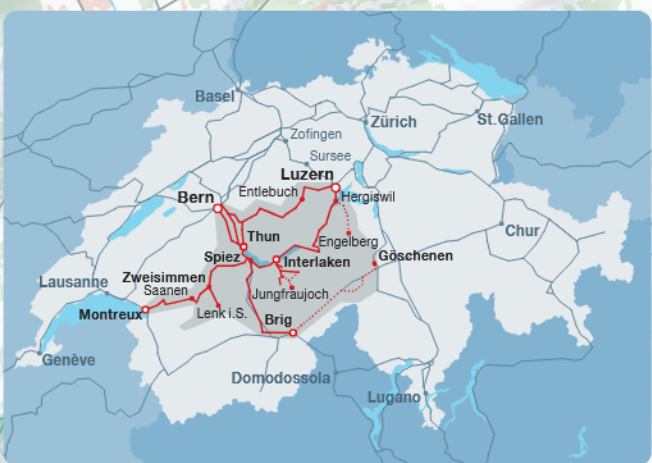 Basel
Zürich
St.Gallen
Zofingen
Sursee
Luzern
Entlebuch
Hergiswil
Bern
Thun
Engelberg
Chur
Spiez
Interlaken
Göschenen
Lausanne
Zweisimmen
Saanen
Jungfraujoch
Montreux
Lenk i.S.
Brig
Genève
Domodossola
Lugano